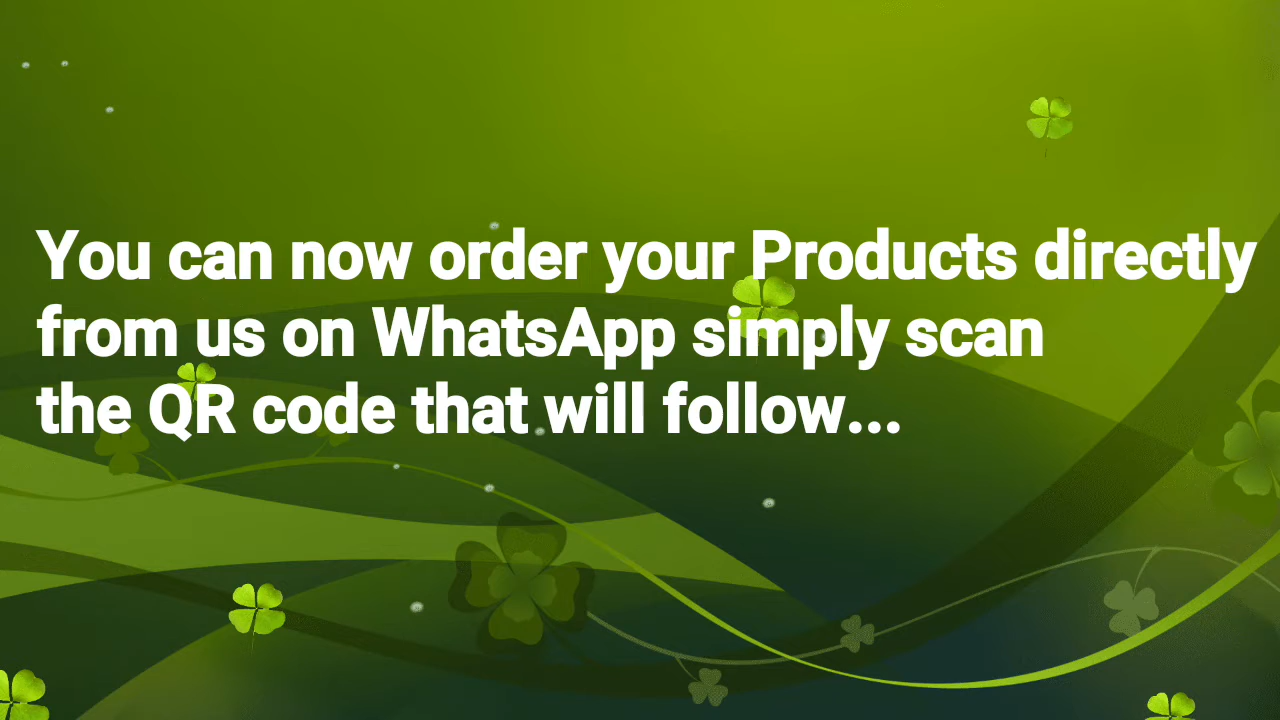 You can now order your Products directly
from us on WhatsApp simply scan
the QR code that will follow...